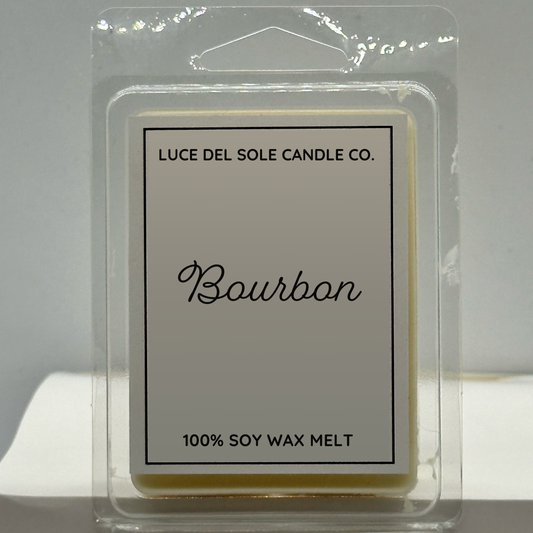 LUCE DEL SOLE CANDLE CO.
Bourbon
100% SOY WAX MELT